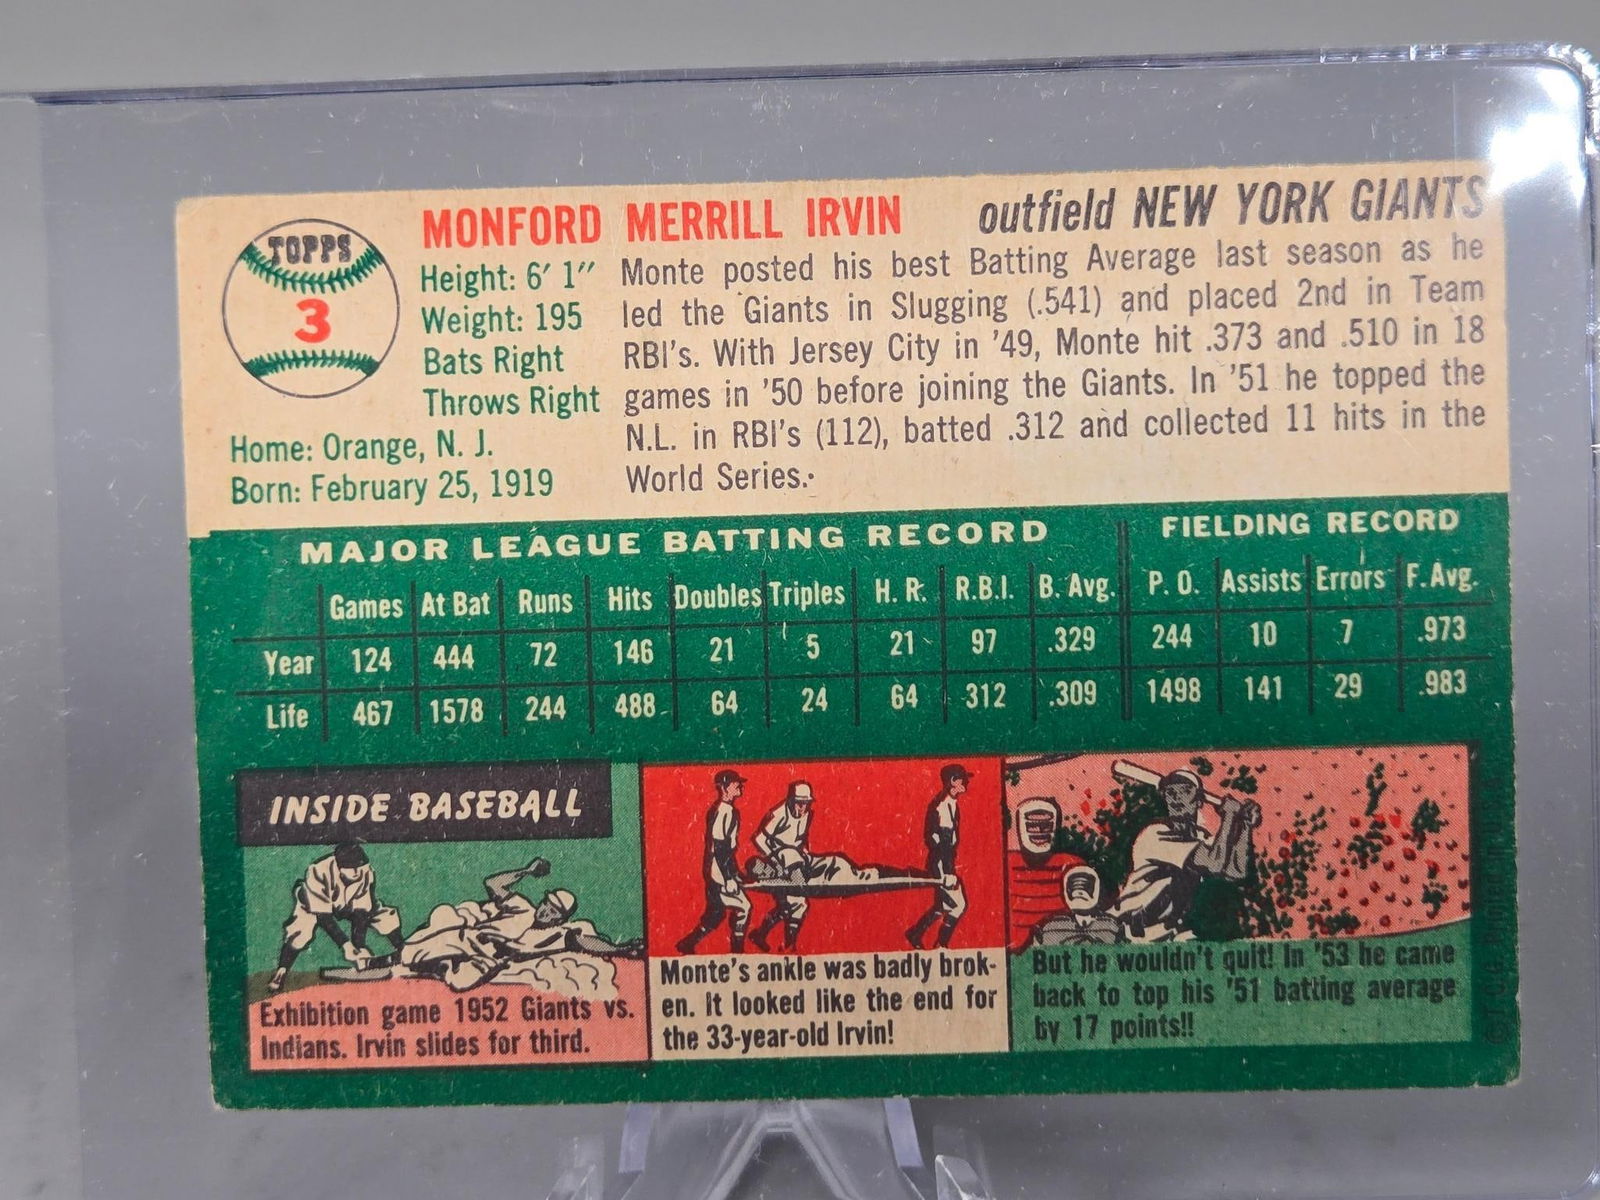 TOPPS
3
MONFORD MERRILL IRVIN outfield NEW YORK GIANTS
Height: 6′ 1″
Weight: 195
Bats Right
Throws Right
Home: Orange, N. J.
Born: February 25, 1919
Monte posted his best Batting Average last season as he
led the Giants in Slugging (.541) and placed 2nd in Team
RBI's. With Jersey City in '49, Monte hit .373 and .510 in 18
games in '50 before joining the Giants. In '51 he topped the
N.L. in RBI's (112), batted .312 and collected 11 hits in the
World Series.
MAJOR LEAGUE BATTING RECORD FIELDING RECORD
Games At Bat Runs Hits Doubles Triples H. R. R.B.I. B. Avg. P. O. Assists Errors F. Avg.
Year 124 444 72 146 21 5 21 97 .329 244 10 7 .973
Life 467 1578 244 488 64 24 64 312 .309 1498 141 29 .983
INSIDE BASEBALL
Exhibition game 1952 Giants vs.
Indians. Irvin slides for third.
Monte's ankle was badly brok-
en. It looked like the end for
the 33-year-old Irvin!
But he wouldn't quit! In '53 he came
back to top his '51 batting average
by 17 points!!